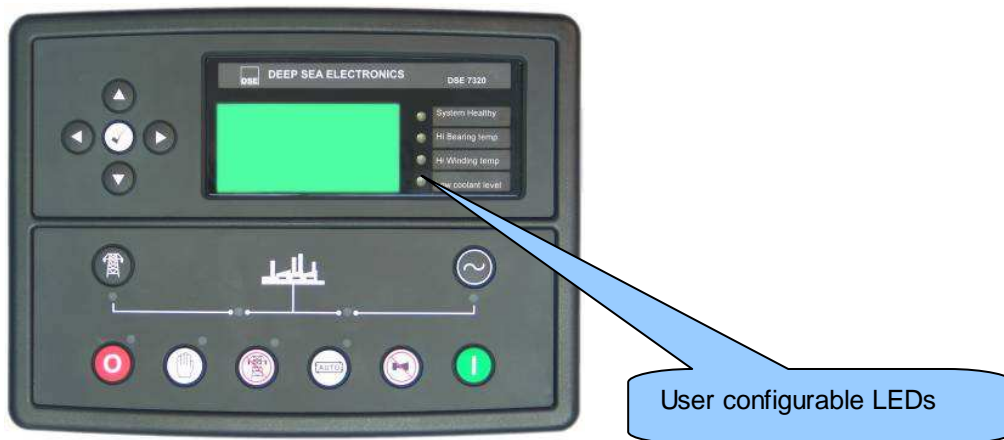 DSE DEEP SEA ELECTRONICS DSE 7320
System Healthy
Hi Bearing temp
Hi Winding temp
coolant level
O
AUTO
I
User configurable LEDs